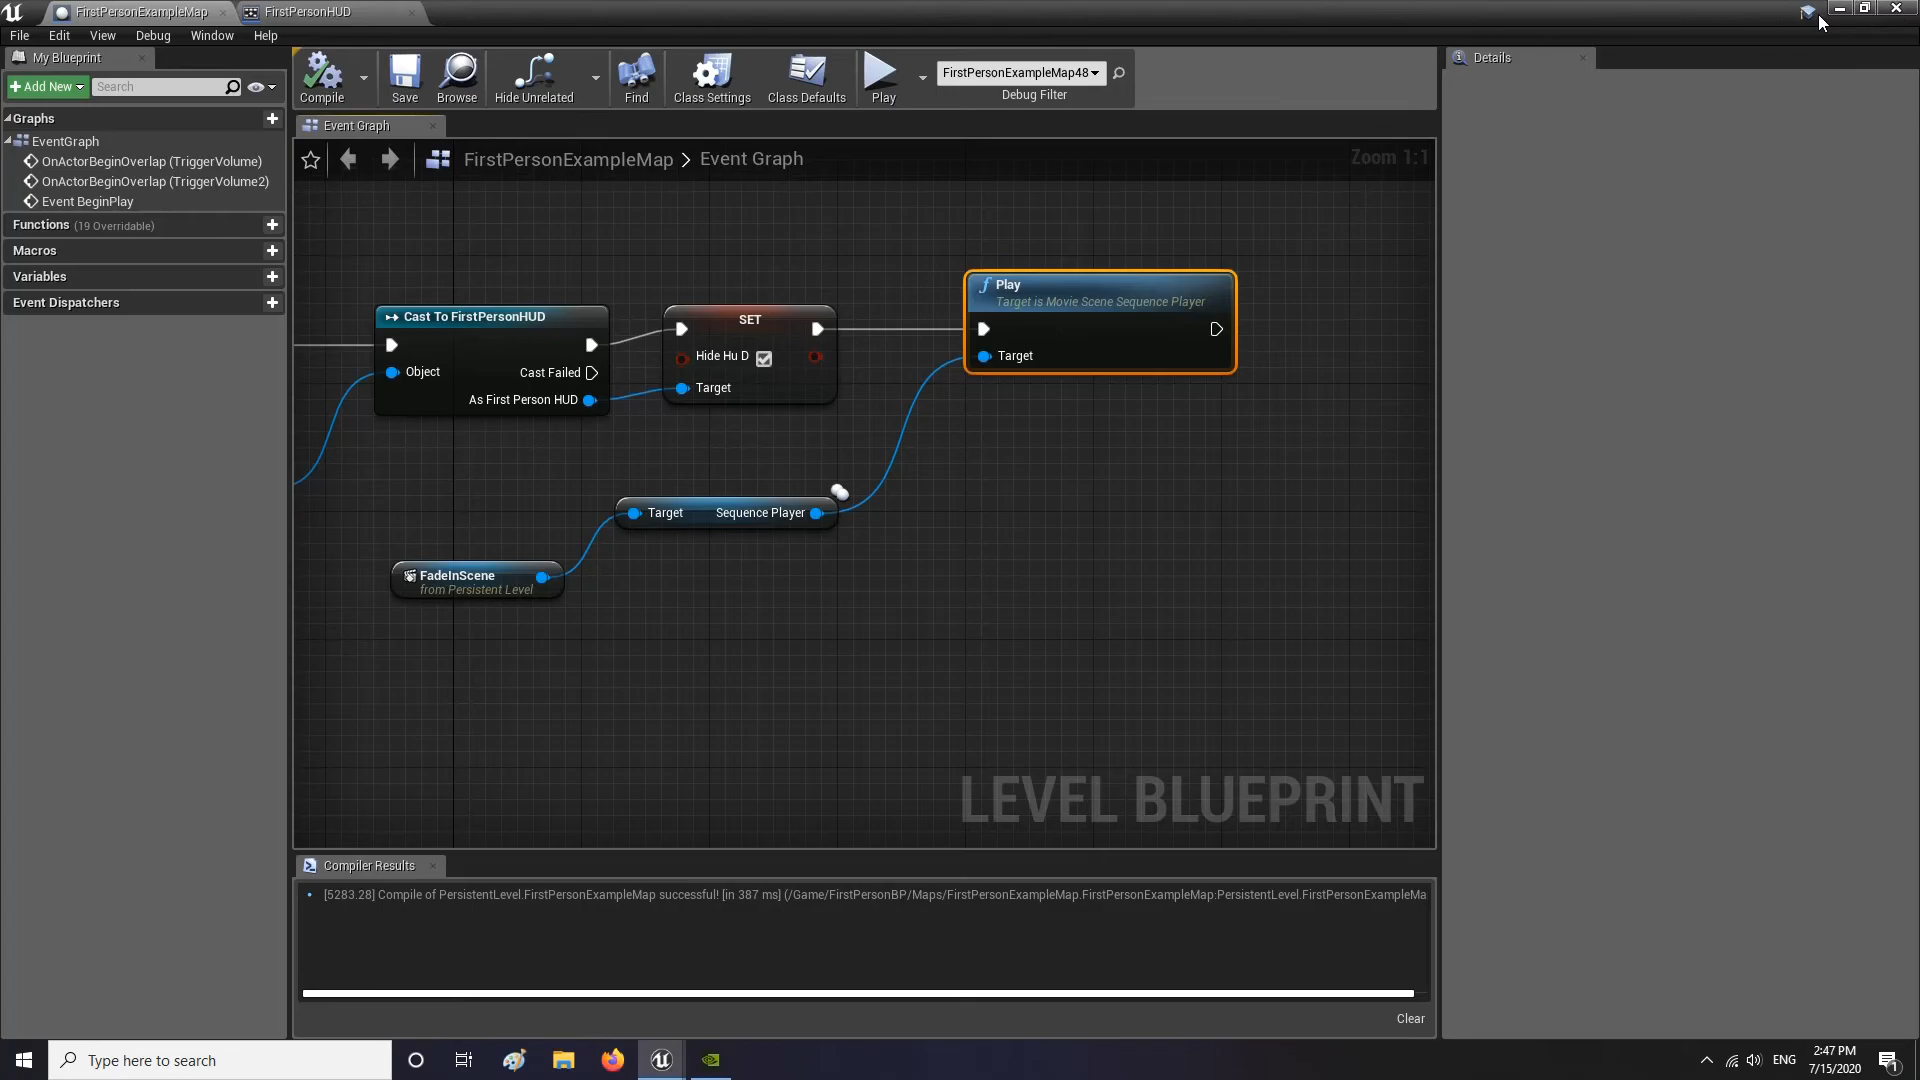 FirstPersonExampleMap
FirstPersonHUD
File Edit View Debug Window Help
My Blueprint
Add New
Search
Graphs
EventGraph
OnActorBeginOverlap (TriggerVolume)
OnActorBeginOverlap (TriggerVolume2)
Event BeginPlay
Functions (19 Overridable)
Macros
Variables
Event Dispatchers
Compile
Save
Browse
Hide Unrelated
Find
Class Settings
Class Defaults
Play
FirstPersonExampleMap48
Debug Filter
Details
Event Graph
FirstPersonExampleMap > Event Graph
Zoom 1:1
Cast To FirstPersonHUD
Object
Cast Failed
As First Person HUD
SET
Hide Hu D
Target
f Play
Target is Movie Scene Sequence Player
Target
Target Sequence Player
FadeInScene
from Persistent Level
LEVEL BLUEPRINT
Compiler Results
• [5283.28] Compile of PersistentLevel.FirstPersonExampleMap successful! [in 387 ms] (/Game/FirstPersonBP/Maps/FirstPersonExampleMap.FirstPersonExampleMap:PersistentLevel.FirstPersonExampleMa
Clear
Type here to search
ENG
2:47 PM
7/15/2020
1